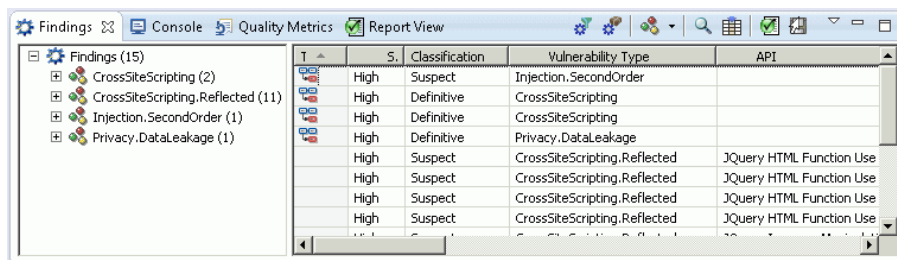 Findings Console Quality Metrics Report View
Findings (15)
CrossSiteScripting (2)
CrossSiteScripting.Reflected (11)
Injection.SecondOrder (1)
Privacy.DataLeakage (1)
T S. Classification Vulnerability Type API
High Suspect Injection.SecondOrder
High Definitive CrossSiteScripting
High Definitive CrossSiteScripting
High Definitive Privacy.DataLeakage
High Suspect CrossSiteScripting.Reflected JQuery HTML Function Use
High Suspect CrossSiteScripting.Reflected JQuery HTML Function Use
High Suspect CrossSiteScripting.Reflected JQuery HTML Function Use
High Suspect CrossSiteScripting.Reflected JQuery HTML Function Use